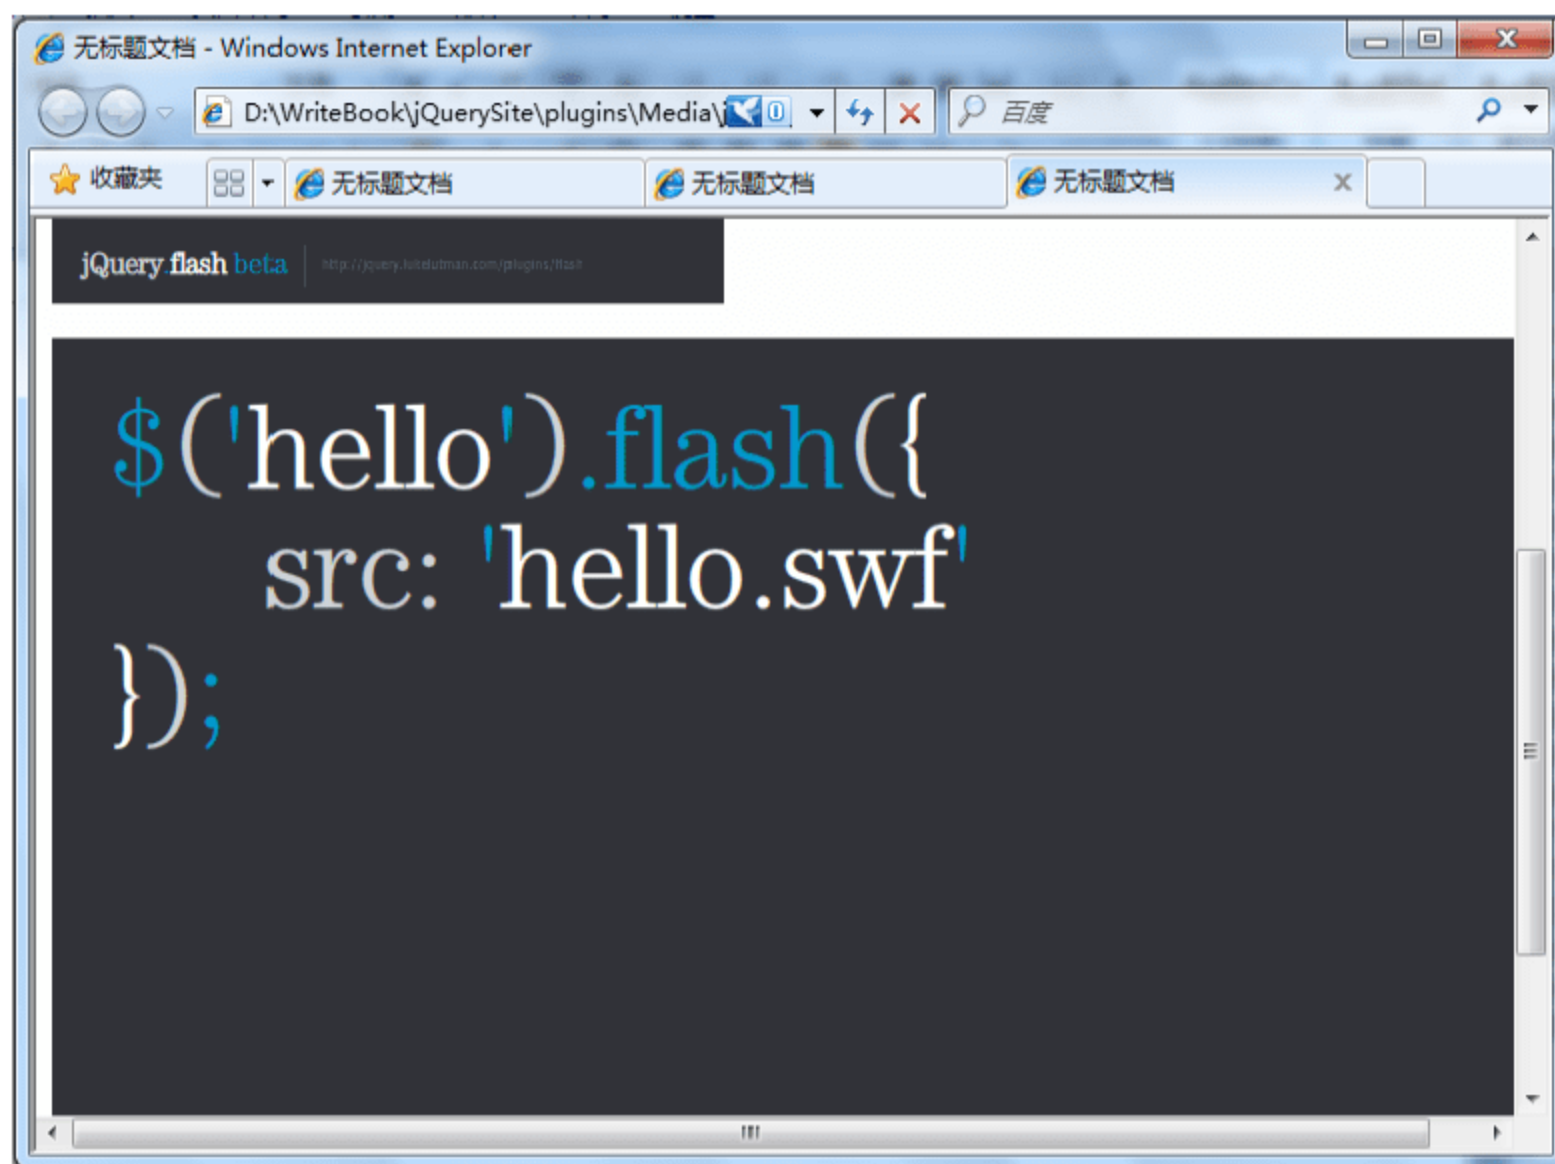 无标题文档 - Windows Internet Explorer
D:\WriteBook\jQuerySite\plugins\Media\j
百度
收藏夹
无标题文档
无标题文档
无标题文档
jQuery.flash beta
$('hello').flash({
src: 'hello.swf'
});